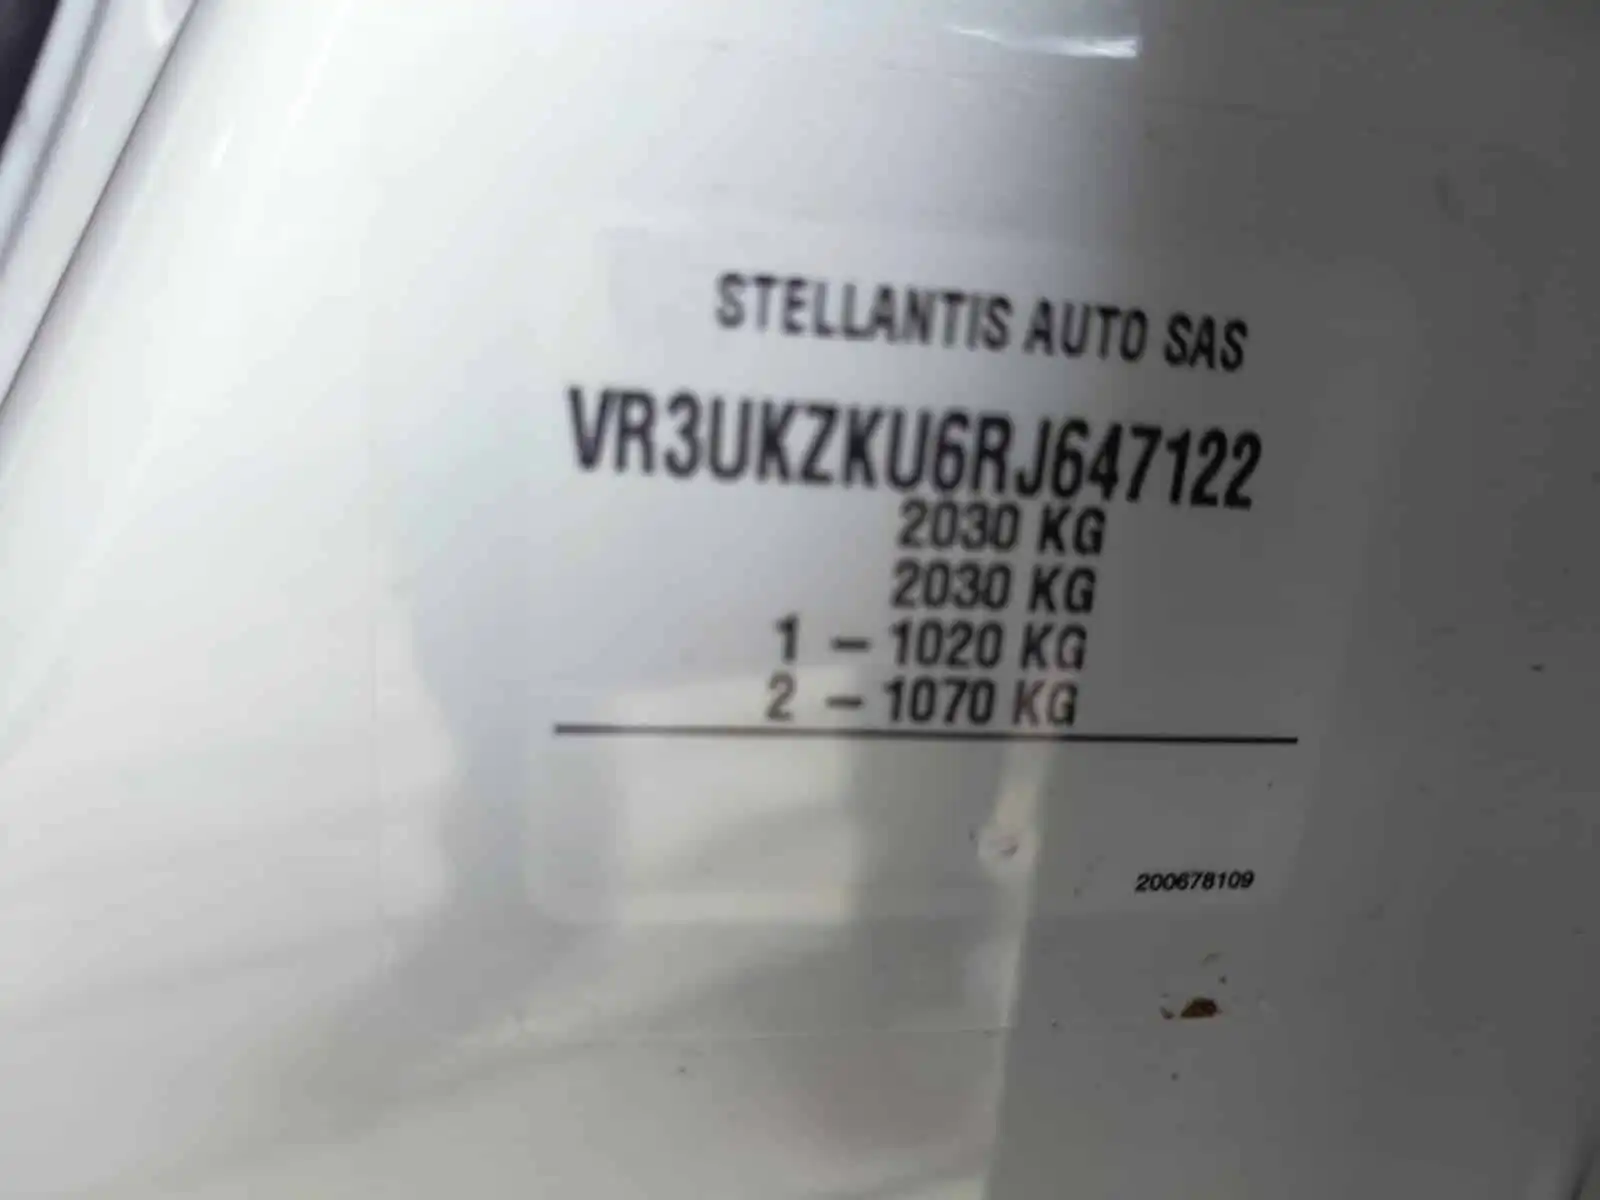 STELLANTIS AUTO SAS
VR3UKZKU6RJ647122
2030 KG
2030 KG
1 – 1020 KG
2 – 1070 KG
200678109